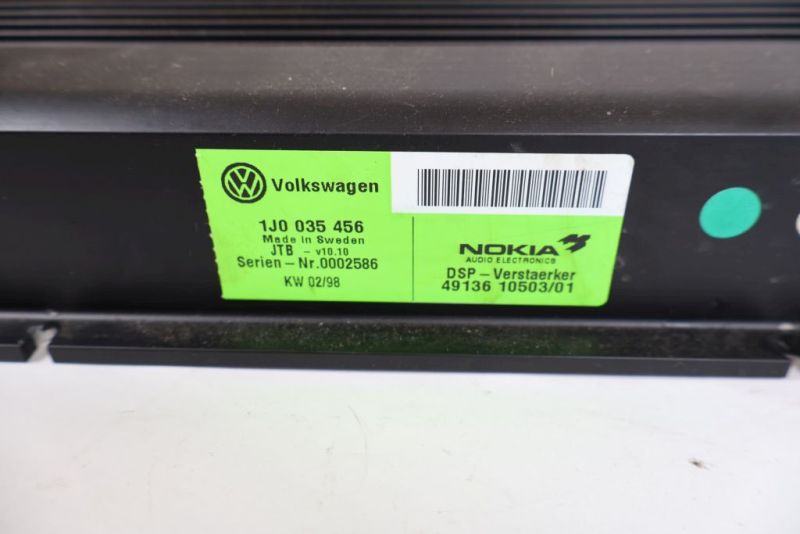 Volkswagen
1J0 035 456
Made in Sweden
JTB - v10.10
Serien-Nr.0002586
KW 02/98
NOKIA
AUDIO ELECTRONICS
DSP-Verstaerker
49136 10503/01